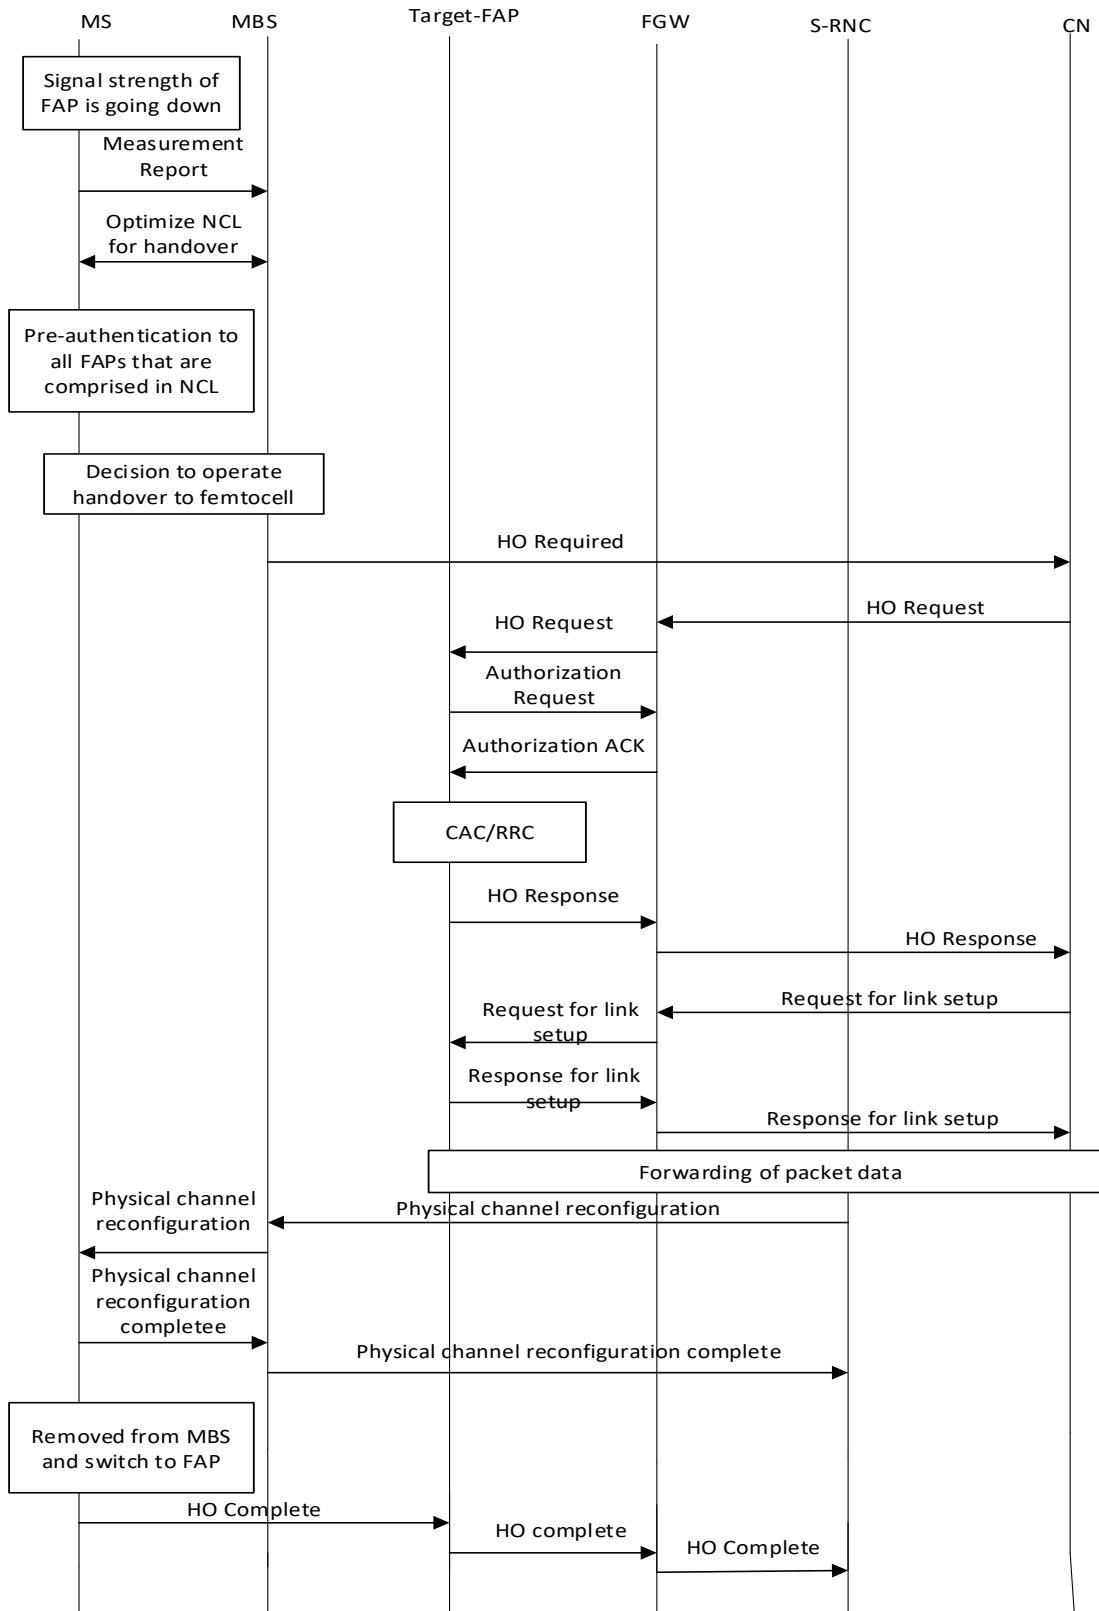 MS
MBS
Target-FAP
FGW
S-RNC
CN
Signal strength of
FAP is going down
Measurement
Report
Optimize NCL
for handover
Pre-authentication to
all FAPs that are
comprised in NCL
Decision to operate
handover to femtocell
HO Required
HO Request
HO Request
Authorization
Request
Authorization ACK
CAC/RRC
HO Response
HO Response
Request for link setup
Request for link
setup
Response for link
setup
Response for link setup
Forwarding of packet data
Physical channel
reconfiguration
Physical channel reconfiguration
Physical channel
reconfiguration
completee
Physical channel reconfiguration complete
Removed from MBS
and switch to FAP
HO Complete
HO complete
HO Complete